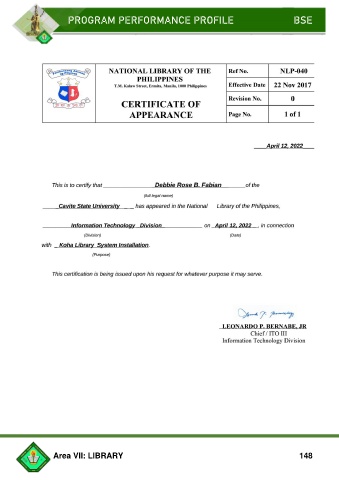 PROGRAM PERFORMANCE PROFILE BSE
NATIONAL LIBRARY OF THE PHILIPPINES
T.M. Kalaw Street, Ermita, Manila, 1000 Philippines
CERTIFICATE OF APPEARANCE
Ref No. NLP-040
Effective Date 22 Nov 2017
Revision No. 0
Page No. 1 of 1
April 12, 2022
This is to certify that Debbie Rose B. Fabian of the
(full legal name)
Cavite State University has appeared in the National Library of the Philippines,
Information Technology Division on April 12, 2022 in connection
(Division) (Date)
with Koha Library System Installation.
(Purpose)
This certification is being issued upon his request for whatever purpose it may serve.
LEONARDO P. BERNABE, JR
Chief / ITO III
Information Technology Division
Area VII: LIBRARY 148